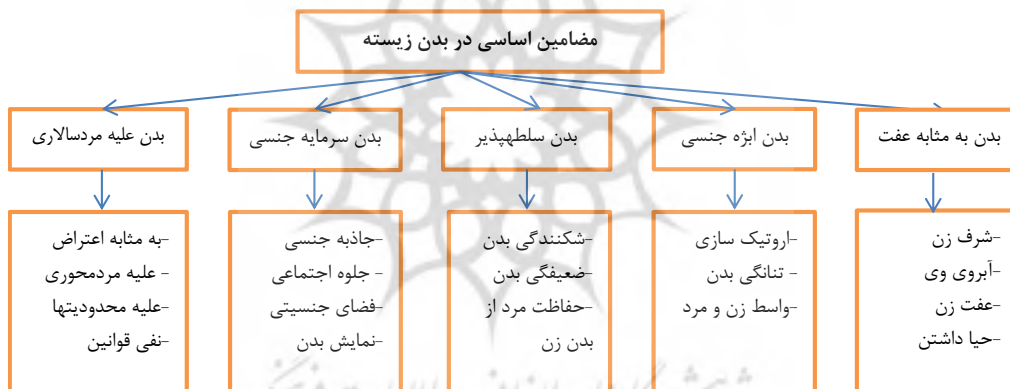 مضامین اساسی در بدن زیسته
بدن به مثابه عفت
بدن ابژه جنسی
بدن سلطهپذیر
بدن سرمایه جنسی
بدن علیه مردسالاری
-شرف زن
-آبروی وی
-عفت زن
-حیا داشتن
-اروتیک سازی
- تنانگی بدن
-واسط زن و مرد
-شکنندگی بدن
-ضعیفگی بدن
-حفاظت مرد از
بدن زن
-جاذبه جنسی
- جلوه اجتماعی
-فضای جنسیتی
-نمایش بدن
-به مثابه اعتراض
- علیه مردمحوری
-علیه محدودیتها
-نفی قوانین